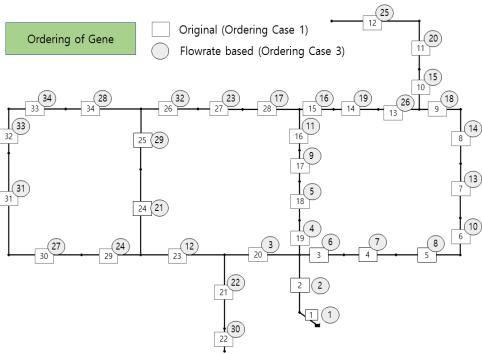 Ordering of Gene
Original (Ordering Case 1)
Flowrate based (Ordering Case 3)
25
12
20
11
15
10
34 28 32 23 17 16 19 26 18
33 34 26 27 28 15 14 13 9
33 29 11 14
32 25 16 8
9
17
31 13
31 7
5
18
21
24
4 10
19 6
27 24 12 3 6 7 8
30 29 23 20 3 4 5
22 2
21 2
1 1
30
22